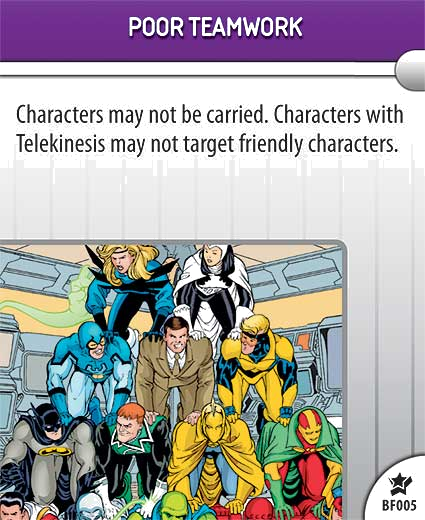 POOR TEAMWORK
Characters may not be carried. Characters with
Telekinesis may not target friendly characters.
BF005